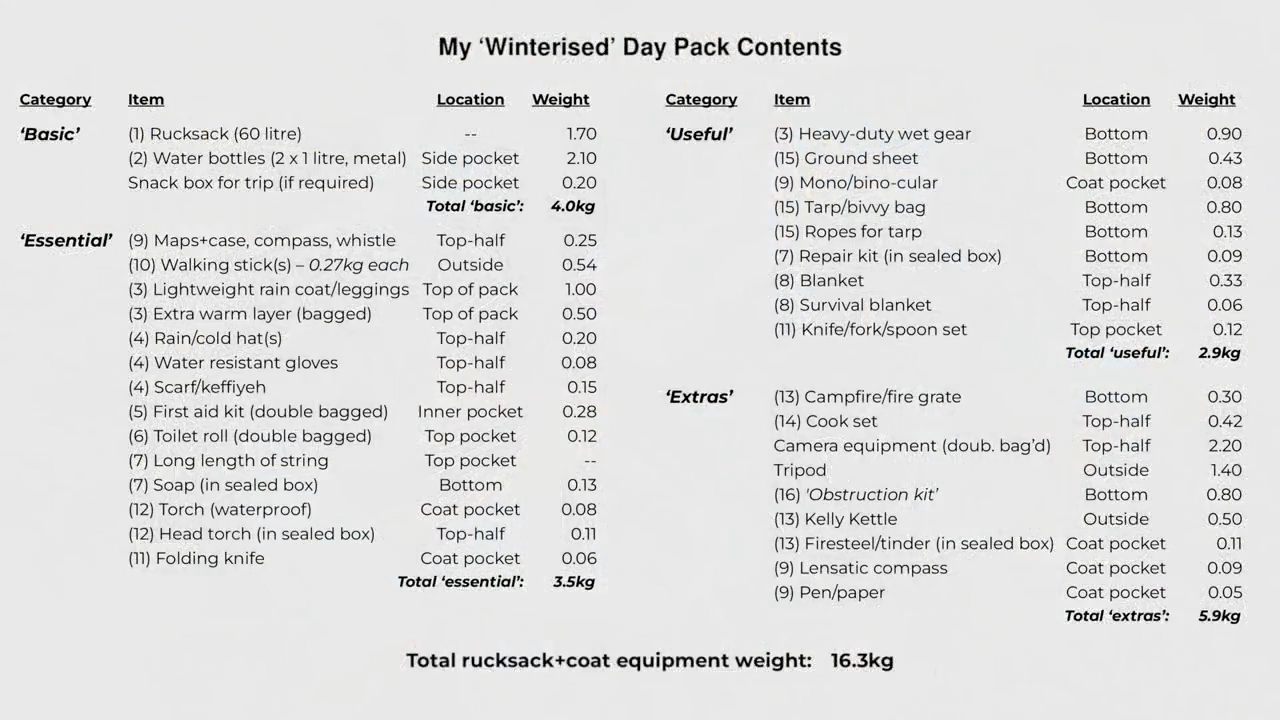 My ‘Winterised’ Day Pack Contents
Category Item Location Weight
‘Basic’ (1) Rucksack (60 litre) -- 1.70
(2) Water bottles (2 x 1 litre, metal) Side pocket 2.10
Snack box for trip (if required) Side pocket 0.20
Total ‘basic’: 4.0kg
‘Essential’ (9) Maps+case, compass, whistle Top-half 0.25
(10) Walking stick(s) – 0.27kg each Outside 0.54
(3) Lightweight rain coat/leggings Top of pack 1.00
(3) Extra warm layer (bagged) Top of pack 0.50
(4) Rain/cold hat(s) Top-half 0.20
(4) Water resistant gloves Top-half 0.08
(4) Scarf/keffiyeh Top-half 0.15
(5) First aid kit (double bagged) Inner pocket 0.28
(6) Toilet roll (double bagged) Top pocket 0.12
(7) Long length of string Top pocket --
(7) Soap (in sealed box) Bottom 0.13
(12) Torch (waterproof) Coat pocket 0.08
(12) Head torch (in sealed box) Top-half 0.11
(11) Folding knife Coat pocket 0.06
Total ‘essential’: 3.5kg
Category Item Location Weight
‘Useful’ (3) Heavy-duty wet gear Bottom 0.90
(15) Ground sheet Bottom 0.43
(9) Mono/bino-cular Coat pocket 0.08
(15) Tarp/bivvy bag Bottom 0.80
(15) Ropes for tarp Bottom 0.13
(7) Repair kit (in sealed box) Bottom 0.09
(8) Blanket Top-half 0.33
(8) Survival blanket Top-half 0.06
(11) Knife/fork/spoon set Top pocket 0.12
Total ‘useful’: 2.9kg
‘Extras’ (13) Campfire/fire grate Bottom 0.30
(14) Cook set Top-half 0.42
Camera equipment (doub. bag’d) Top-half 2.20
Tripod Outside 1.40
(16) 'Obstruction kit’ Bottom 0.80
(13) Kelly Kettle Outside 0.50
(13) Firesteel/tinder (in sealed box) Coat pocket 0.11
(9) Lensatic compass Coat pocket 0.09
(9) Pen/paper Coat pocket 0.05
Total ‘extras’: 5.9kg
Total rucksack+coat equipment weight: 16.3kg